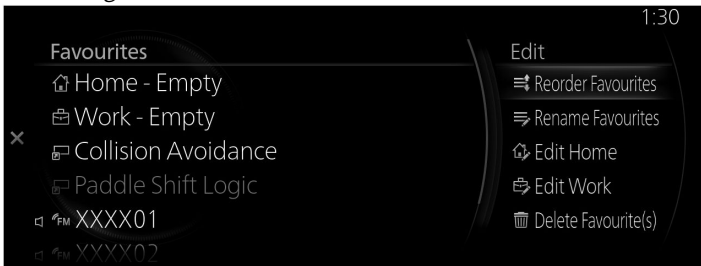 1:30
Favourites
Home - Empty
Work - Empty
Collision Avoidance
Paddle Shift Logic
FM XXXX01
FM XXXX02
Edit
Reorder Favourites
Rename Favourites
Edit Home
Edit Work
Delete Favourite(s)